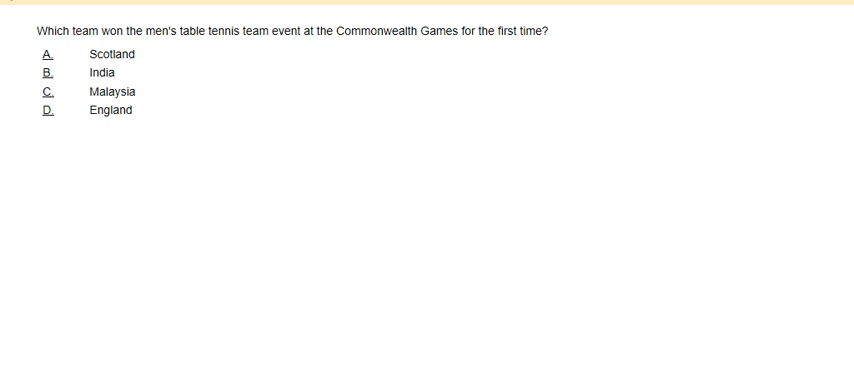 Which team won the men's table tennis team event at the Commonwealth Games for the first time?
A. Scotland
B. India
C. Malaysia
D. England